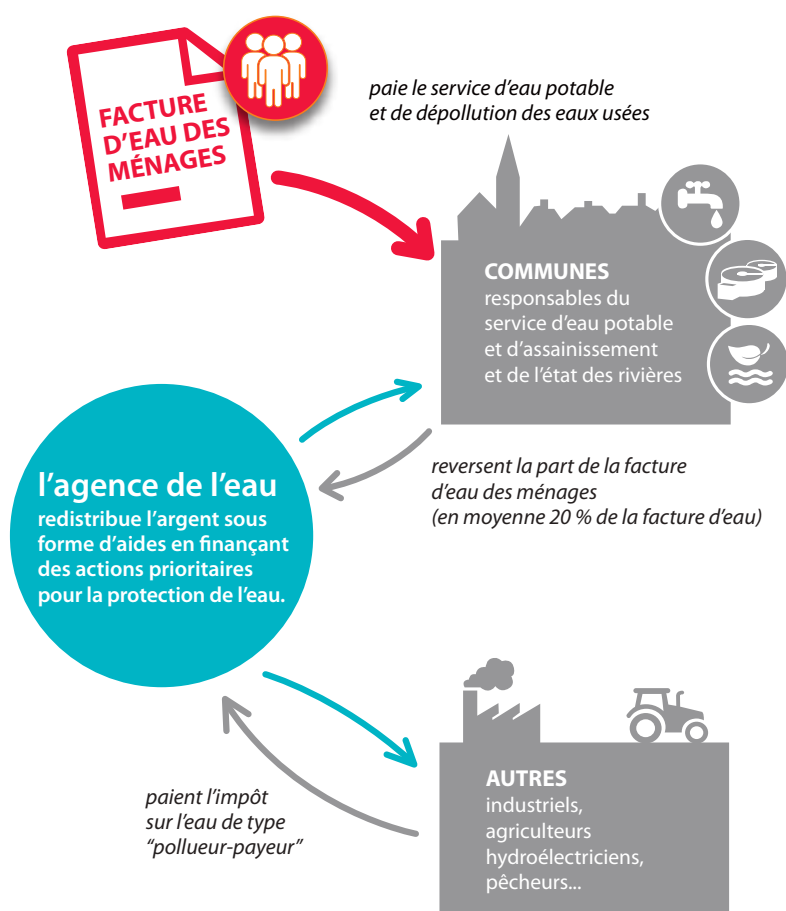 FACTURE
D'EAU DES
MÉNAGES
paie le service d'eau potable
et de dépollution des eaux usées
COMMUNES
responsables du
service d'eau potable
et d'assainissement
et de l'état des rivières
reversent la part de la facture
d'eau des ménages
(en moyenne 20 % de la facture d'eau)
l'agence de l'eau
redistribue l'argent sous
forme d'aides en finançant
des actions prioritaires
pour la protection de l'eau.
paient l'impôt
sur l'eau de type
“pollueur-payeur”
AUTRES
industriels,
agriculteurs
hydroélectriciens,
pêcheurs...